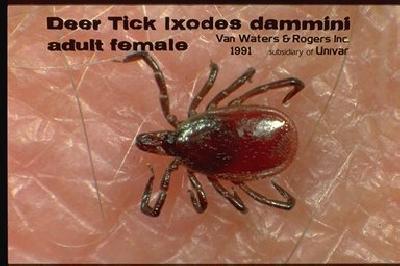 Deer Tick Ixodes dammini
adult female
Van Waters & Rogers Inc.
1991 subsidiary of Univar